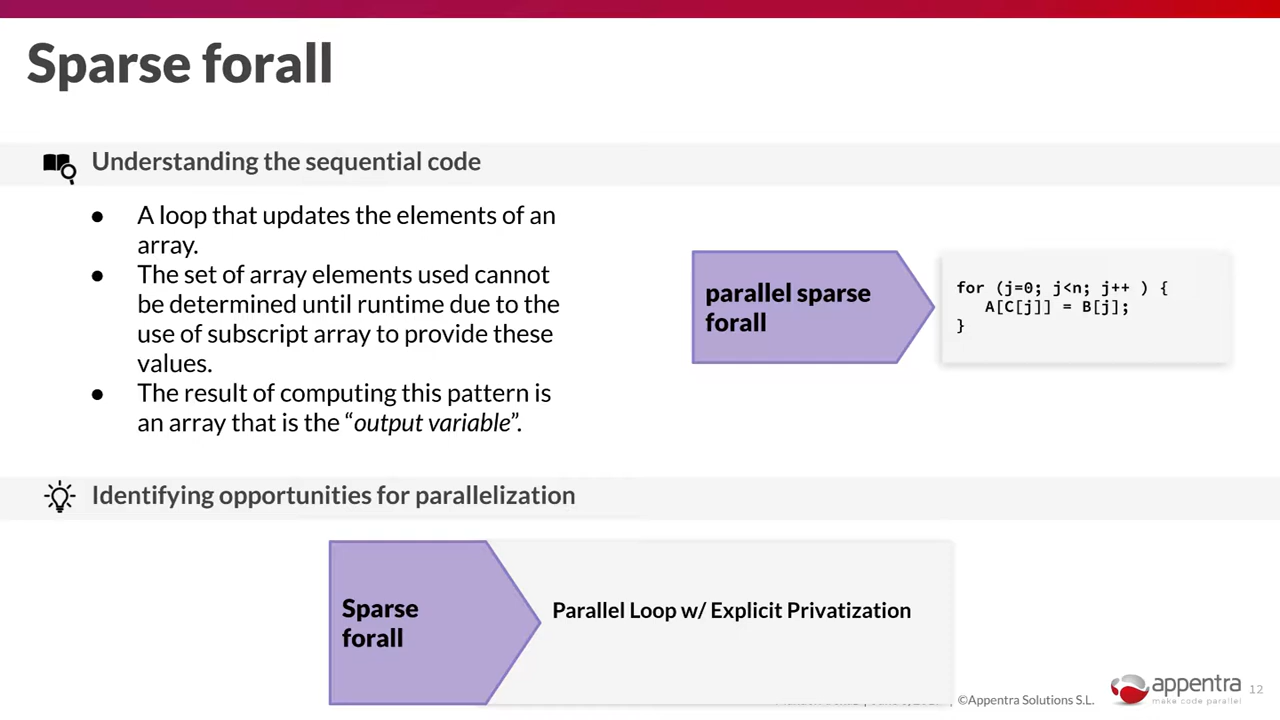 Sparse forall
Understanding the sequential code
● A loop that updates the elements of an
array.
● The set of array elements used cannot
be determined until runtime due to the
use of subscript array to provide these
values.
● The result of computing this pattern is
an array that is the “output variable”.
parallel sparse
forall
for (j=0; j<n; j++ ) {
A[C[j]] = B[j];
}
Identifying opportunities for parallelization
Sparse
forall
Parallel Loop w/ Explicit Privatization
©Appentra Solutions S.L.
appentra
make code parallel
12